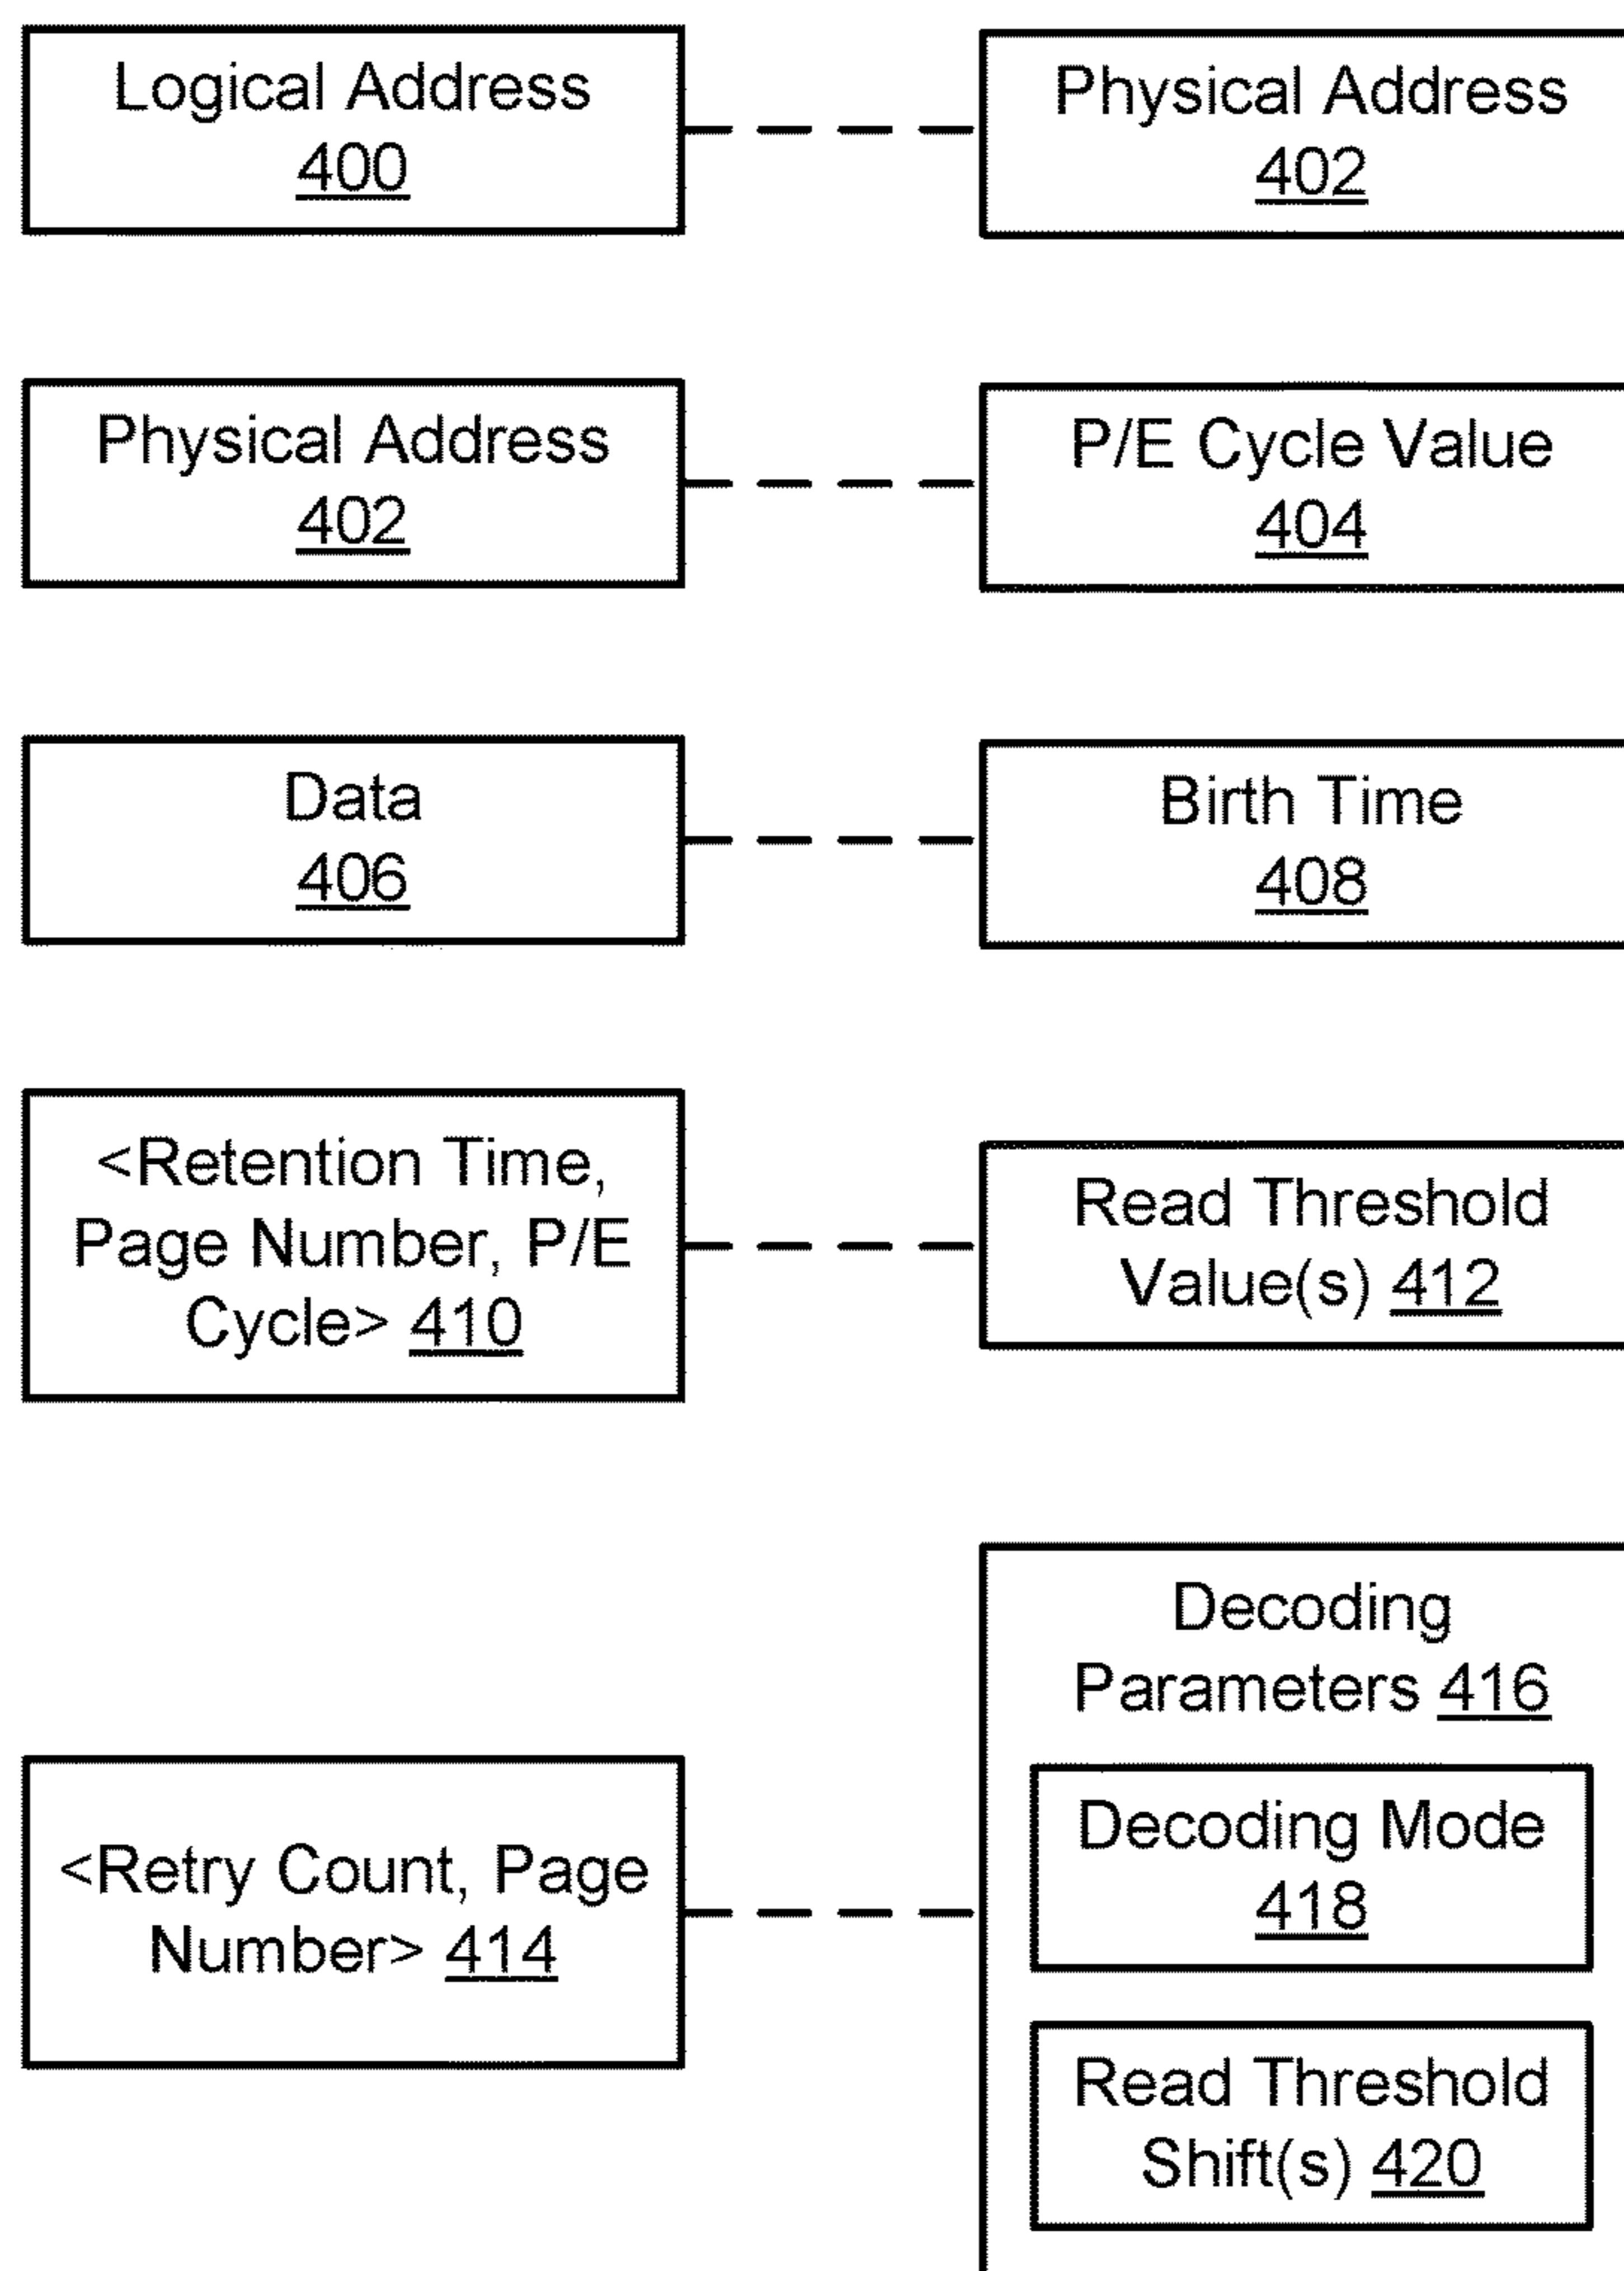 Logical Address
400
Physical Address
402
Physical Address
402
P/E Cycle Value
404
Data
406
Birth Time
408
<Retention Time,
Page Number, P/E
Cycle> 410
Read Threshold
Value(s) 412
<Retry Count, Page
Number> 414
Decoding
Parameters 416
Decoding Mode
418
Read Threshold
Shift(s) 420